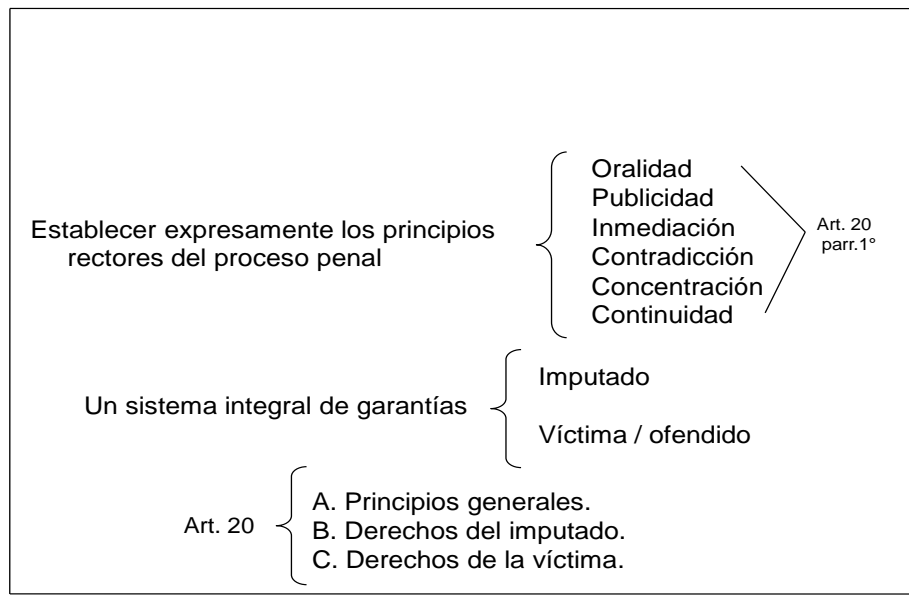 Establecer expresamente los principios
rectores del proceso penal
Oralidad
Publicidad
Inmediación
Contradicción
Concentración
Continuidad
Art. 20
parr.1°
Un sistema integral de garantías
Imputado
Víctima / ofendido
Art. 20
A. Principios generales.
B. Derechos del imputado.
C. Derechos de la víctima.